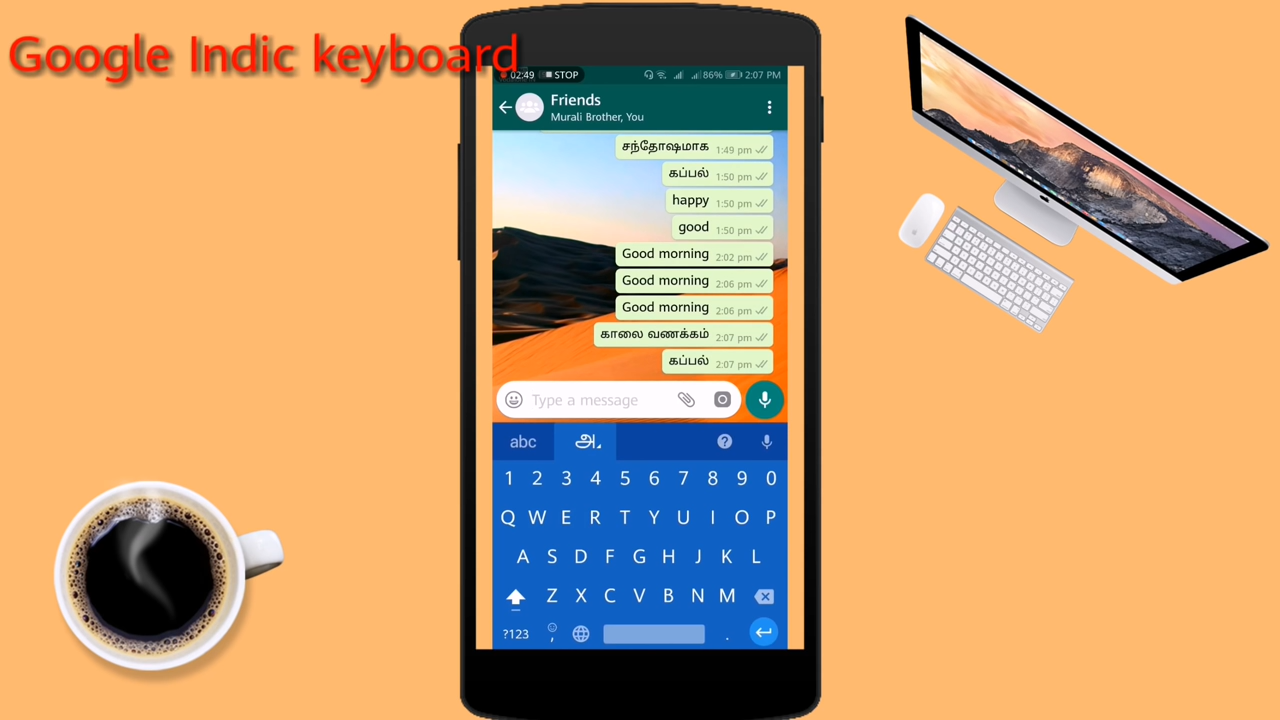 Google Indic keyboard
02:49 STOP 86% 2:07 PM
Friends
Murali Brother, You
சந்தோஷமாக 1:49 pm
கப்பல் 1:50 pm
happy 1:50 pm
good 1:50 pm
Good morning 2:02 pm
Good morning 2:06 pm
Good morning 2:06 pm
காலை வணக்கம் 2:07 pm
கப்பல் 2:07 pm
Type a message
abc அ
1 2 3 4 5 6 7 8 9 0
Q W E R T Y U I O P
A S D F G H J K L
Z X C V B N M
?123 , .